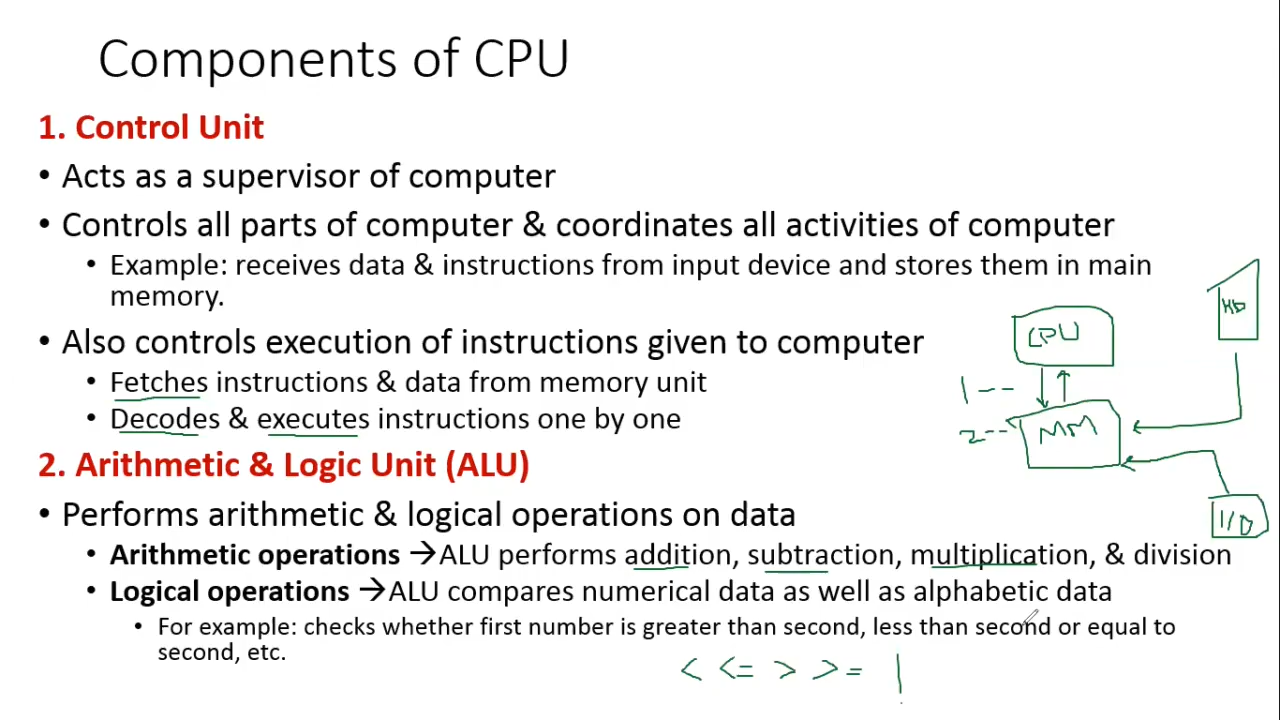 Components of CPU
1. Control Unit
• Acts as a supervisor of computer
• Controls all parts of computer & coordinates all activities of computer
• Example: receives data & instructions from input device and stores them in main
memory.
• Also controls execution of instructions given to computer
• Fetches instructions & data from memory unit
• Decodes & executes instructions one by one
2. Arithmetic & Logic Unit (ALU)
• Performs arithmetic & logical operations on data
• Arithmetic operations →ALU performs addition, subtraction, multiplication, & division
• Logical operations →ALU compares numerical data as well as alphabetic data
• For example: checks whether first number is greater than second, less than second or equal to
second, etc.
HD
CPU
1 --
2 --
MM
I/O
< <= > >= |